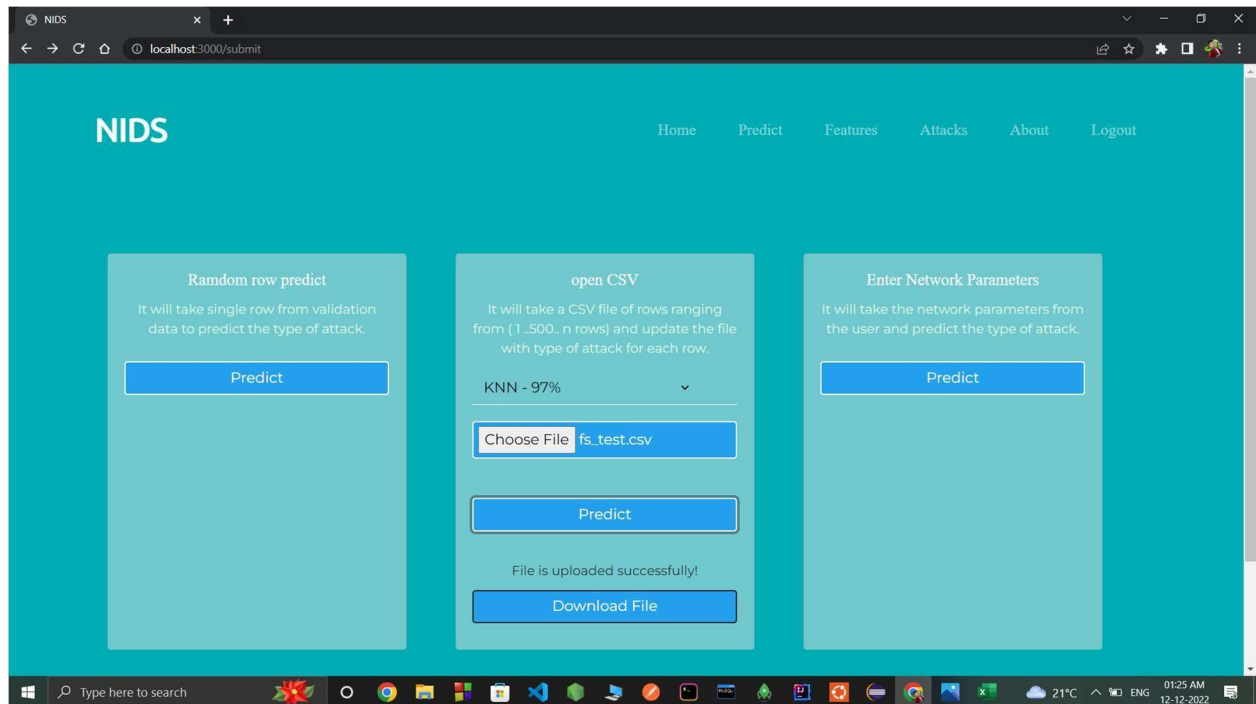 NIDS
localhost:3000/submit
NIDS
Home Predict Features Attacks About Logout
Ramdom row predict
It will take single row from validation
data to predict the type of attack.
Predict
open CSV
It will take a CSV file of rows ranging
from ( 1 ..500.. n rows) and update the file
with type of attack for each row.
KNN - 97%
Choose File fs_test.csv
Predict
File is uploaded successfully!
Download File
Enter Network Parameters
It will take the network parameters from
the user and predict the type of attack.
Predict
Type here to search
21°C ENG
01:25 AM
12-12-2022